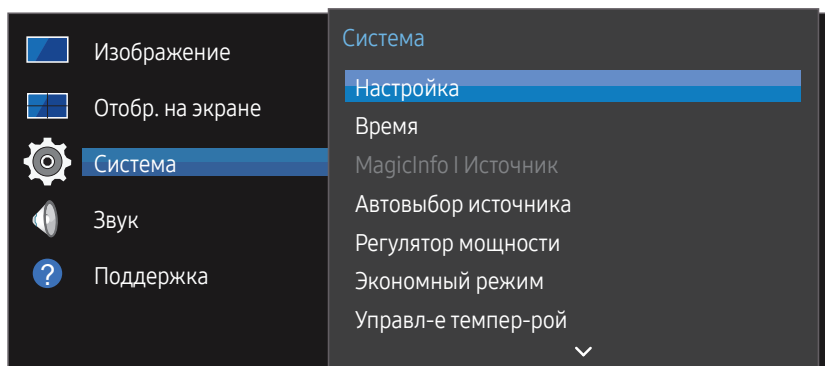 Изображение
Отобр. на экране
Система
Звук
?
Поддержка
Система
Настройка
Время
MagicInfo I Источник
Автовыбор источника
Регулятор мощности
Экономный режим
Управл-е темпер-рой